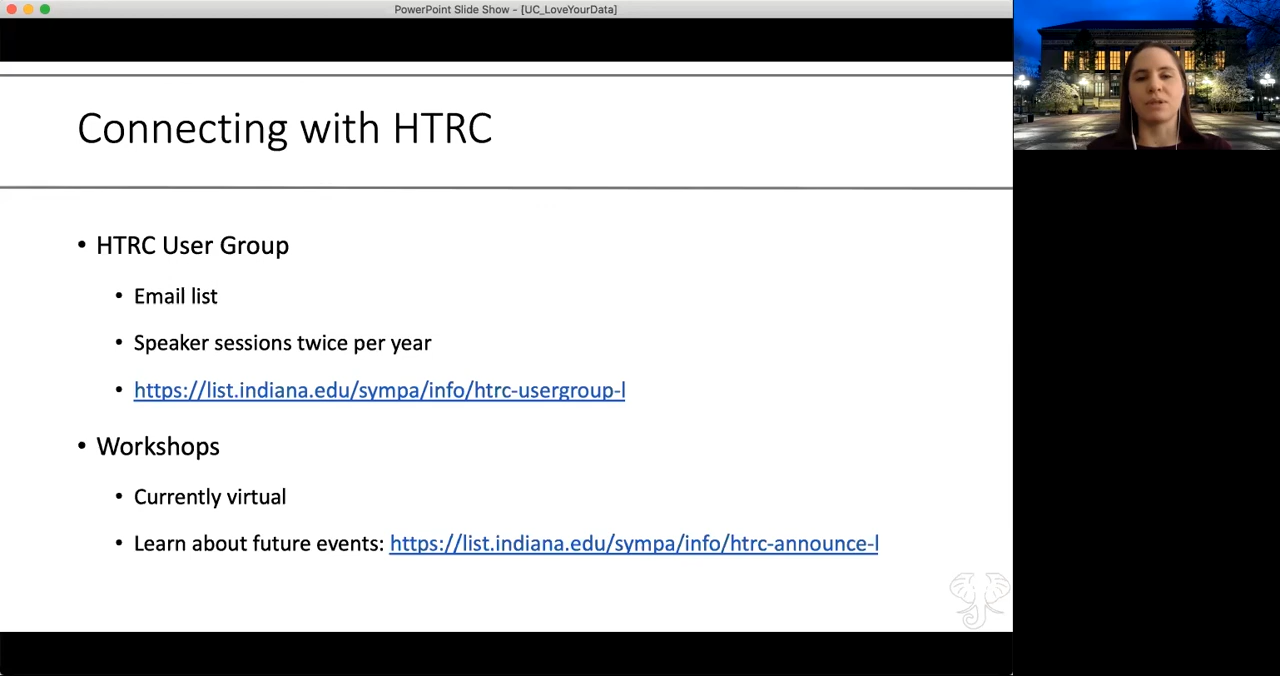 PowerPoint Slide Show - [UC_LoveYourData]
Connecting with HTRC
• HTRC User Group
• Email list
• Speaker sessions twice per year
• https://list.indiana.edu/sympa/info/htrc-usergroup-l
• Workshops
• Currently virtual
• Learn about future events: https://list.indiana.edu/sympa/info/htrc-announce-l